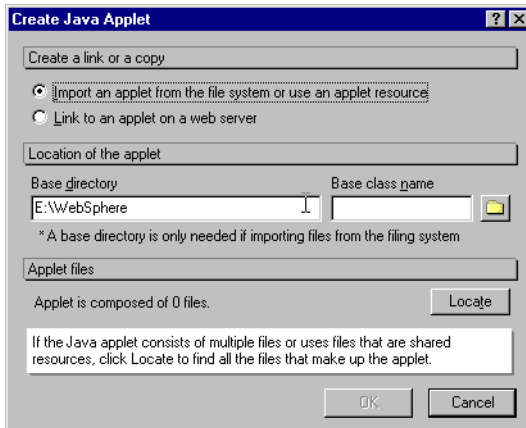 Create Java Applet
Create a link or a copy
Import an applet from the file system or use an applet resource
Link to an applet on a web server
Location of the applet
Base directory Base class name
E:\WebSphere
* A base directory is only needed if importing files from the filing system
Applet files
Applet is composed of 0 files. Locate
If the Java applet consists of multiple files or uses files that are shared
resources, click Locate to find all the files that make up the applet.
OK Cancel